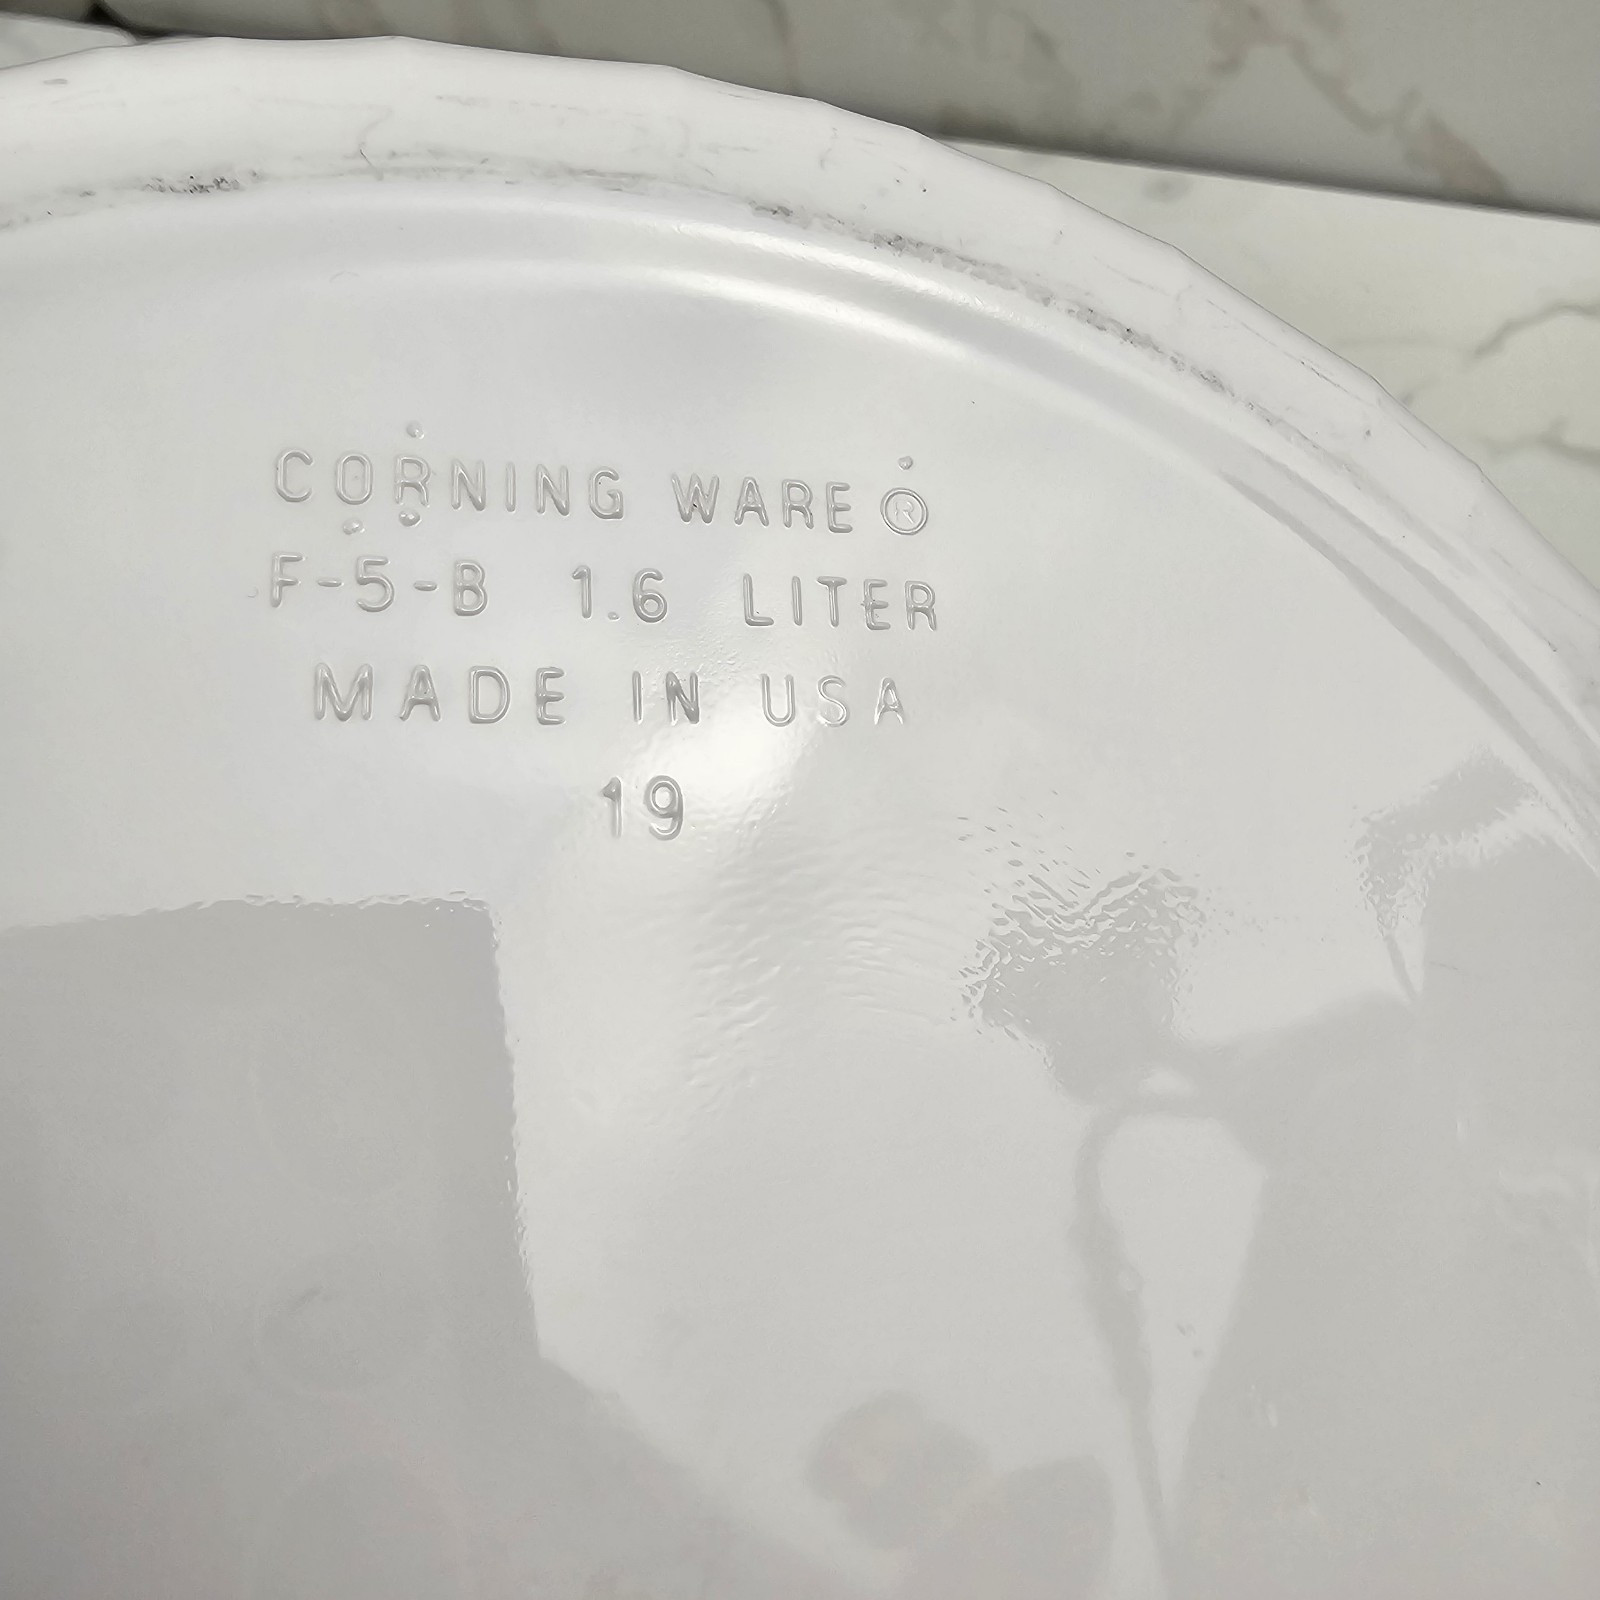 CORNING WARE ®
F-5-B 1.6 LITER
MADE IN USA
19